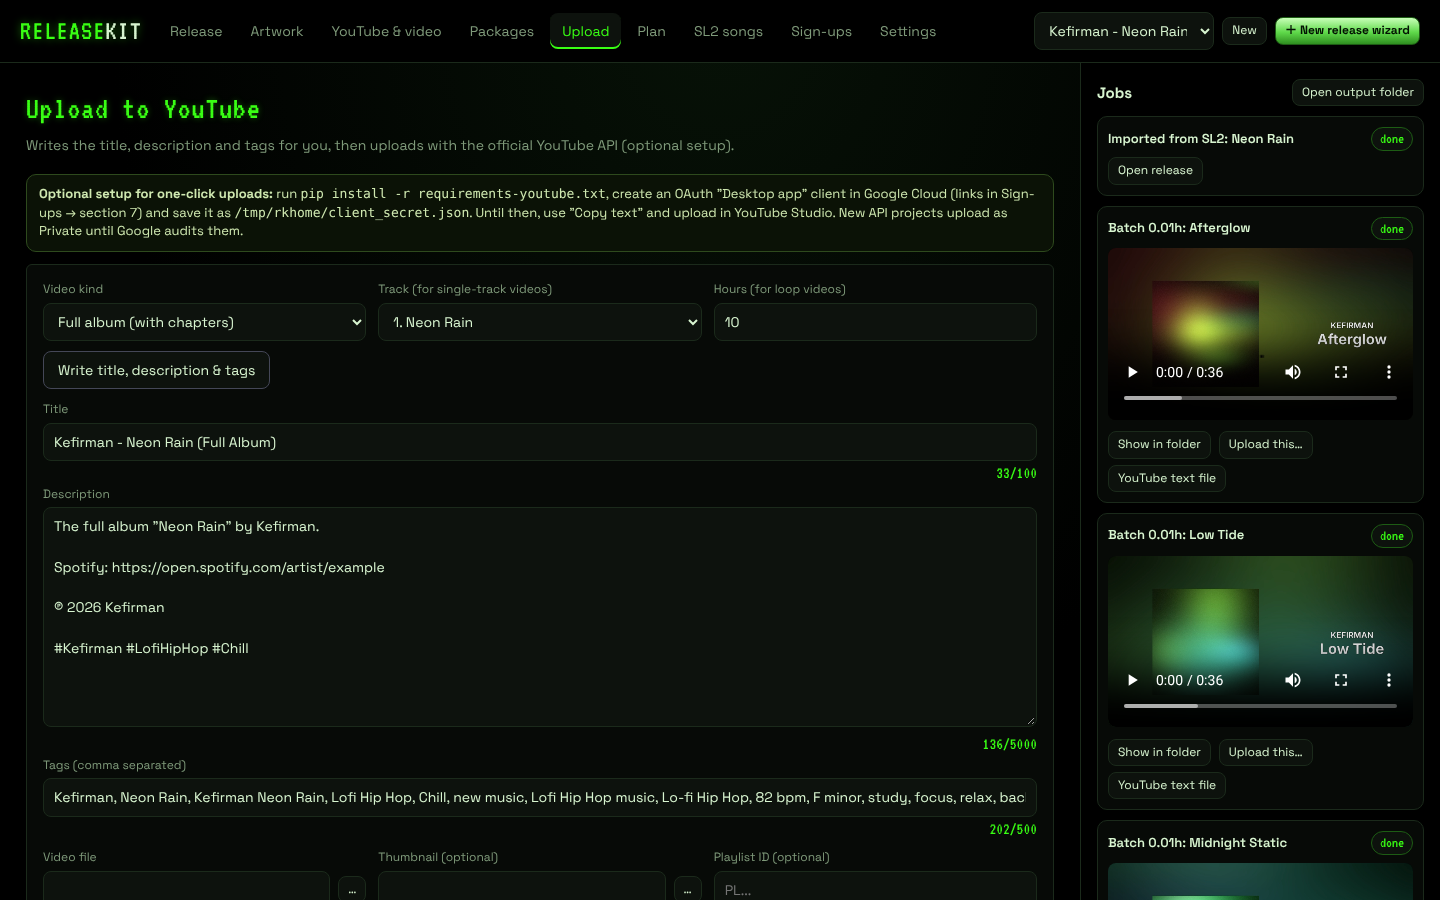 RELEASEKIT
Release
Artwork
YouTube & video
Packages
Upload
Plan
SL2 songs
Sign-ups
Settings
Kefirman - Neon Rain
New
+ New release wizard
Upload to YouTube
Writes the title, description and tags for you, then uploads with the official YouTube API (optional setup).
Optional setup for one-click uploads: run pip install -r requirements-youtube.txt, create an OAuth "Desktop app" client in Google Cloud (links in Sign-
ups → section 7) and save it as /tmp/rkhome/client_secret.json. Until then, use "Copy text" and upload in YouTube Studio. New API projects upload as
Private until Google audits them.
Video kind
Track (for single-track videos)
Hours (for loop videos)
Full album (with chapters)
1. Neon Rain
10
Write title, description & tags
Title
Kefirman - Neon Rain (Full Album)
33/100
Description
The full album "Neon Rain" by Kefirman.
Spotify: https://open.spotify.com/artist/example
℗ 2026 Kefirman
#Kefirman #LofiHipHop #Chill
136/5000
Tags (comma separated)
Kefirman, Neon Rain, Kefirman Neon Rain, Lofi Hip Hop, Chill, new music, Lofi Hip Hop music, Lo-fi Hip Hop, 82 bpm, F minor, study, focus, relax, bac
202/500
Video file
Thumbnail (optional)
Playlist ID (optional)
...
...
PL...
Jobs
Open output folder
Imported from SL2: Neon Rain
done
Open release
Batch 0.01h: Afterglow
done
KEFIRMAN
Afterglow
0:00 / 0:36
Show in folder
Upload this...
YouTube text file
Batch 0.01h: Low Tide
done
KEFIRMAN
Low Tide
0:00 / 0:36
Show in folder
Upload this...
YouTube text file
Batch 0.01h: Midnight Static
done